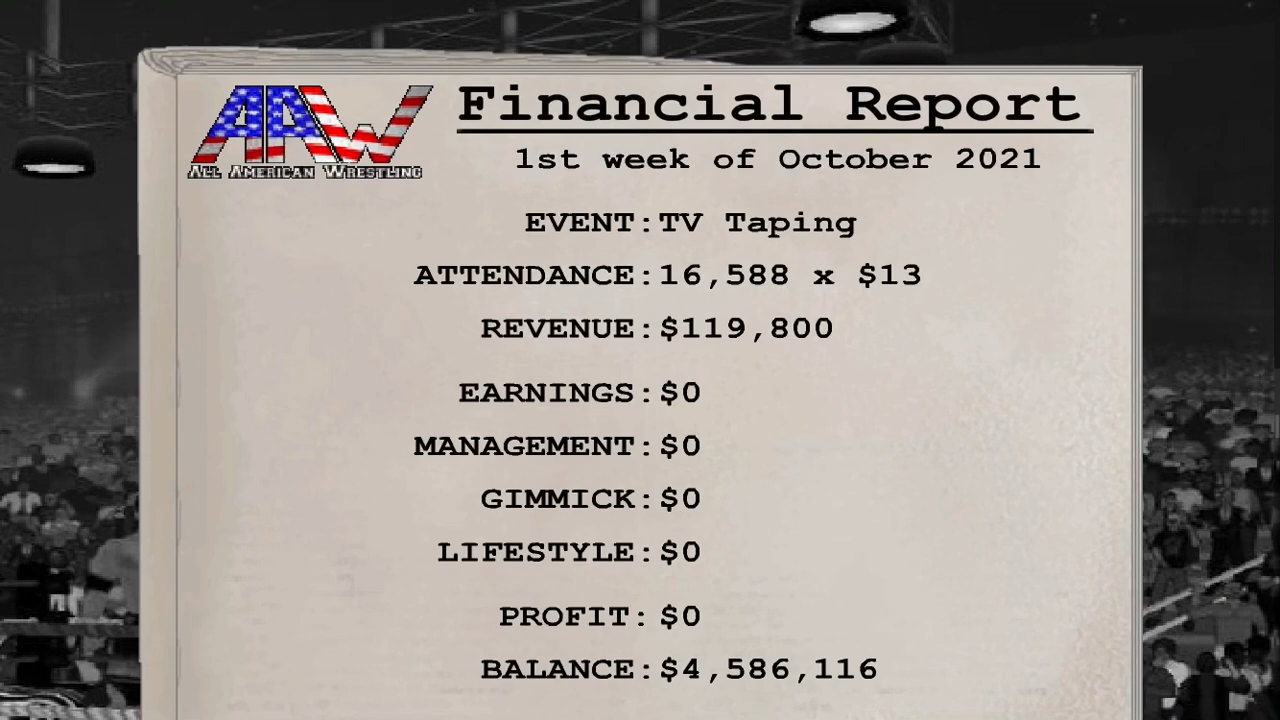 AAW
ALL AMERICAN WRESTLING
Financial Report
1st week of October 2021
EVENT: TV Taping
ATTENDANCE: 16,588 x $13
REVENUE: $119,800
EARNINGS: $0
MANAGEMENT: $0
GIMMICK: $0
LIFESTYLE: $0
PROFIT: $0
BALANCE: $4,586,116